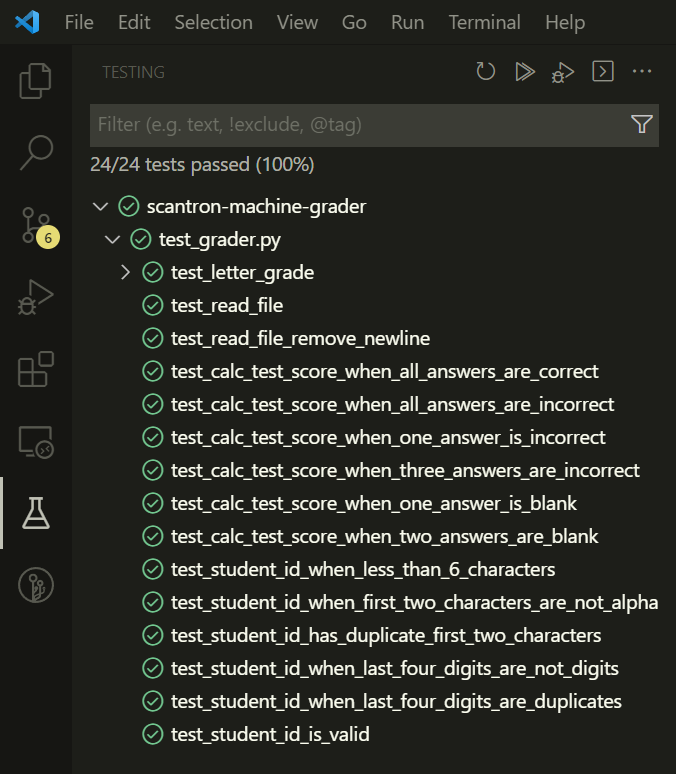 File Edit Selection View Go Run Terminal Help
TESTING
Filter (e.g. text, !exclude, @tag)
24/24 tests passed (100%)
scantron-machine-grader
6
test_grader.py
test_letter_grade
test_read_file
test_read_file_remove_newline
test_calc_test_score_when_all_answers_are_correct
test_calc_test_score_when_all_answers_are_incorrect
test_calc_test_score_when_one_answer_is_incorrect
test_calc_test_score_when_three_answers_are_incorrect
test_calc_test_score_when_one_answer_is_blank
test_calc_test_score_when_two_answers_are_blank
test_student_id_when_less_than_6_characters
test_student_id_when_first_two_characters_are_not_alpha
test_student_id_has_duplicate_first_two_characters
test_student_id_when_last_four_digits_are_not_digits
test_student_id_when_last_four_digits_are_duplicates
test_student_id_is_valid